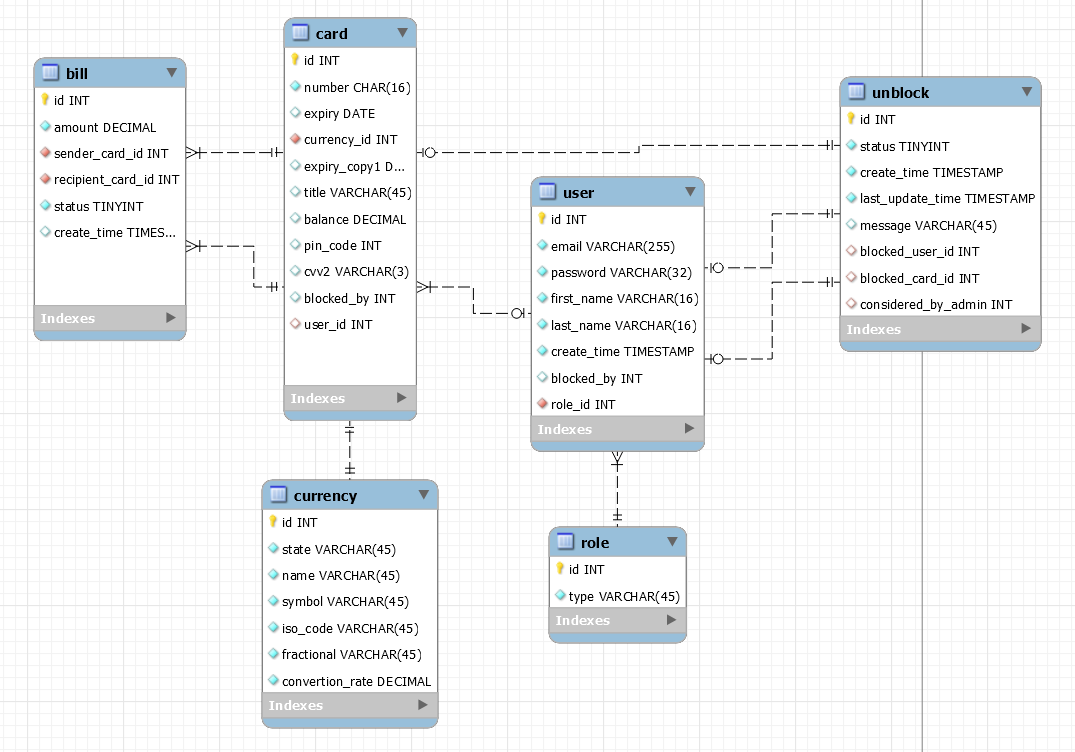 bill
id INT
amount DECIMAL
sender_card_id INT
recipient_card_id INT
status TINYINT
create_time TIMES...
Indexes
card
id INT
number CHAR(16)
expiry DATE
currency_id INT
expiry_copy1 D...
title VARCHAR(45)
balance DECIMAL
pin_code INT
cvv2 VARCHAR(3)
blocked_by INT
user_id INT
Indexes
user
id INT
email VARCHAR(255)
password VARCHAR(32)
first_name VARCHAR(16)
last_name VARCHAR(16)
create_time TIMESTAMP
blocked_by INT
role_id INT
Indexes
unblock
id INT
status TINYINT
create_time TIMESTAMP
last_update_time TIMESTAMP
message VARCHAR(45)
blocked_user_id INT
blocked_card_id INT
considered_by_admin INT
Indexes
currency
id INT
state VARCHAR(45)
name VARCHAR(45)
symbol VARCHAR(45)
iso_code VARCHAR(45)
fractional VARCHAR(45)
convertion_rate DECIMAL
Indexes
role
id INT
type VARCHAR(45)
Indexes